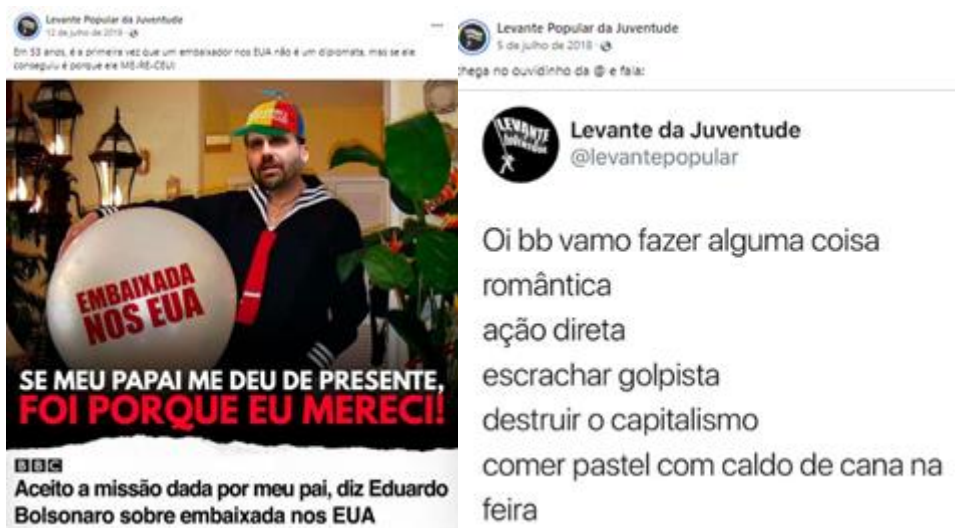 Levante Popular da Juventude
12 de julho de 2019
Em 53 anos, é a primeira vez que um embaixador nos EUA não é um diplomata, mas se ele
conseguiu é porque ele ME-RE-CEU!
EMBAIXADA
NOS EUA
SE MEU PAPAI ME DEU DE PRESENTE,
FOI PORQUE EU MERECI!
BBC
Aceito a missão dada por meu pai, diz Eduardo
Bolsonaro sobre embaixada nos EUA
Levante Popular da Juventude
5 de julho de 2018
hega no ouvidinho da @ e fala:
LEVANTE
Levante da Juventude
@levantepopular
Oi bb vamo fazer alguma coisa
romântica
ação direta
escrachar golpista
destruir o capitalismo
comer pastel com caldo de cana na
feira